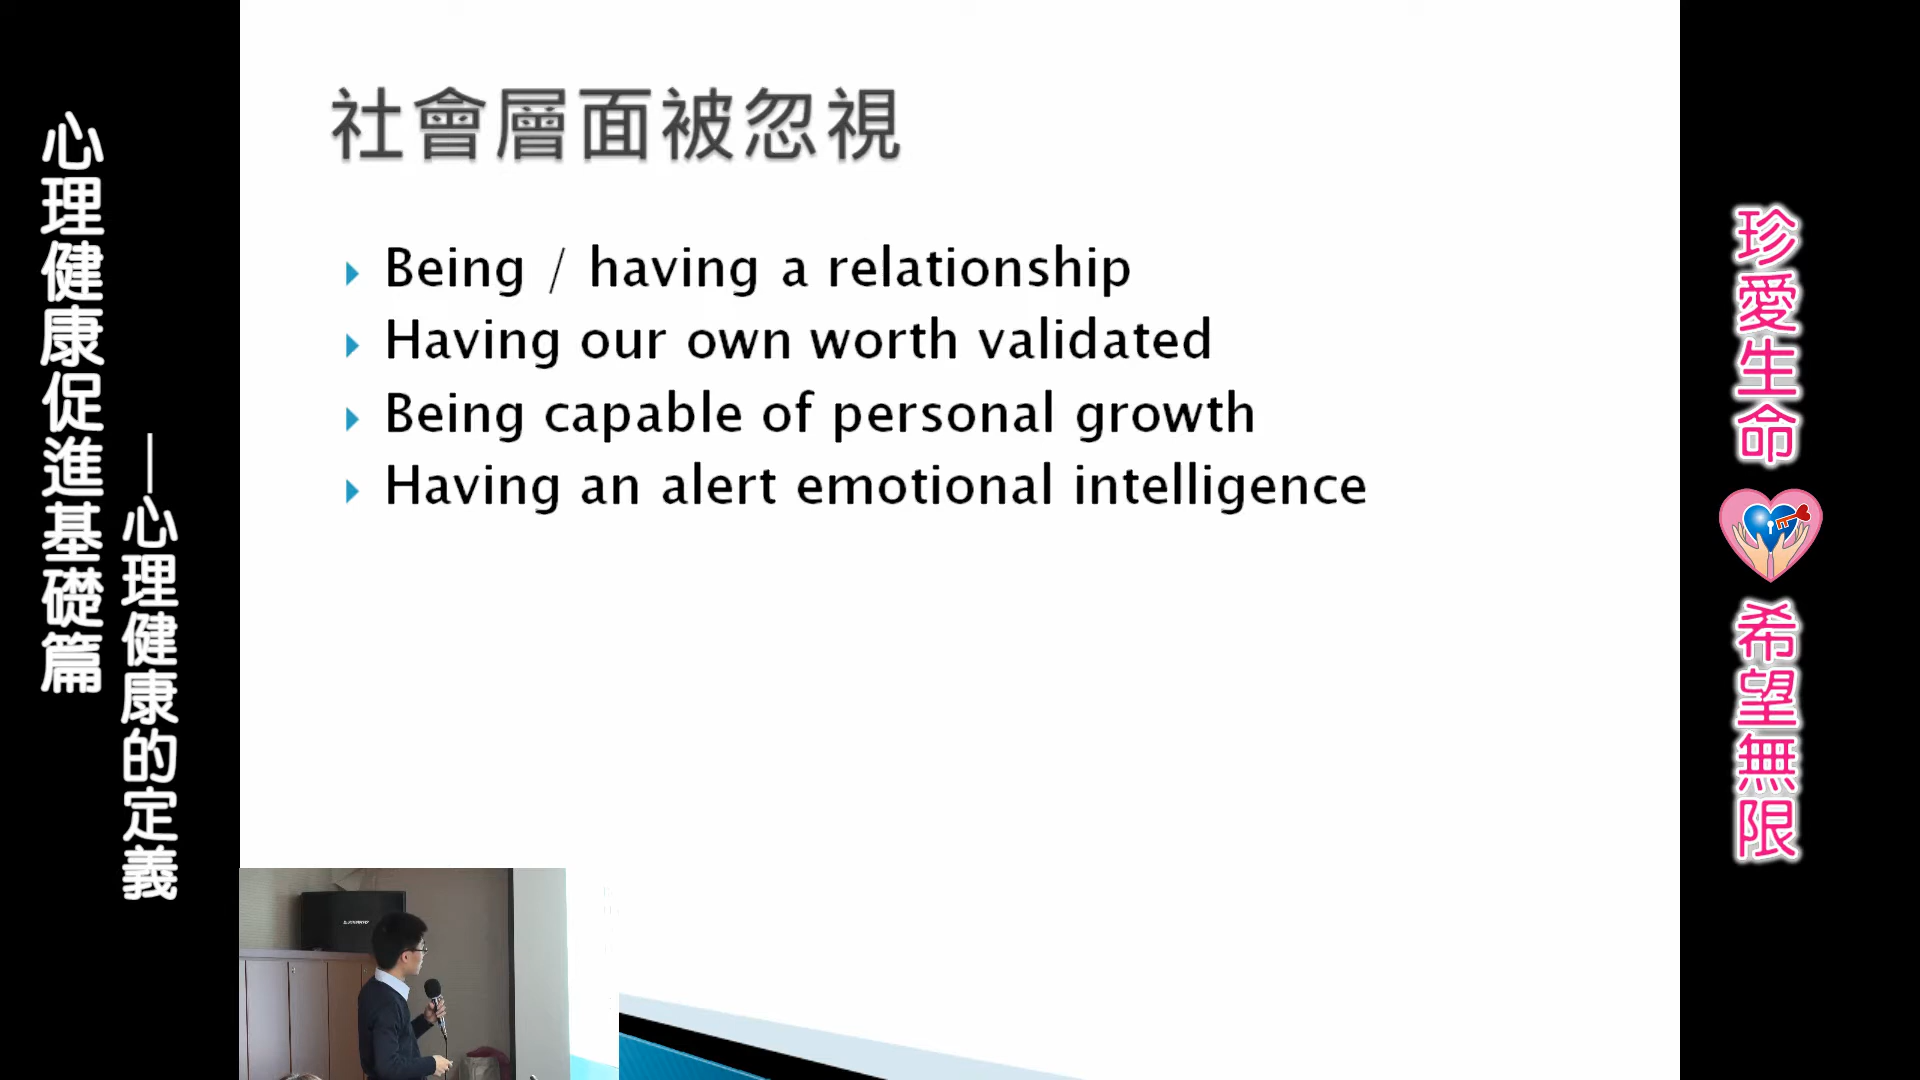 心理健康促進基礎篇
—心理健康的定義
社會層面被忽視
Being / having a relationship
Having our own worth validated
Being capable of personal growth
Having an alert emotional intelligence
珍愛生命
希望無限